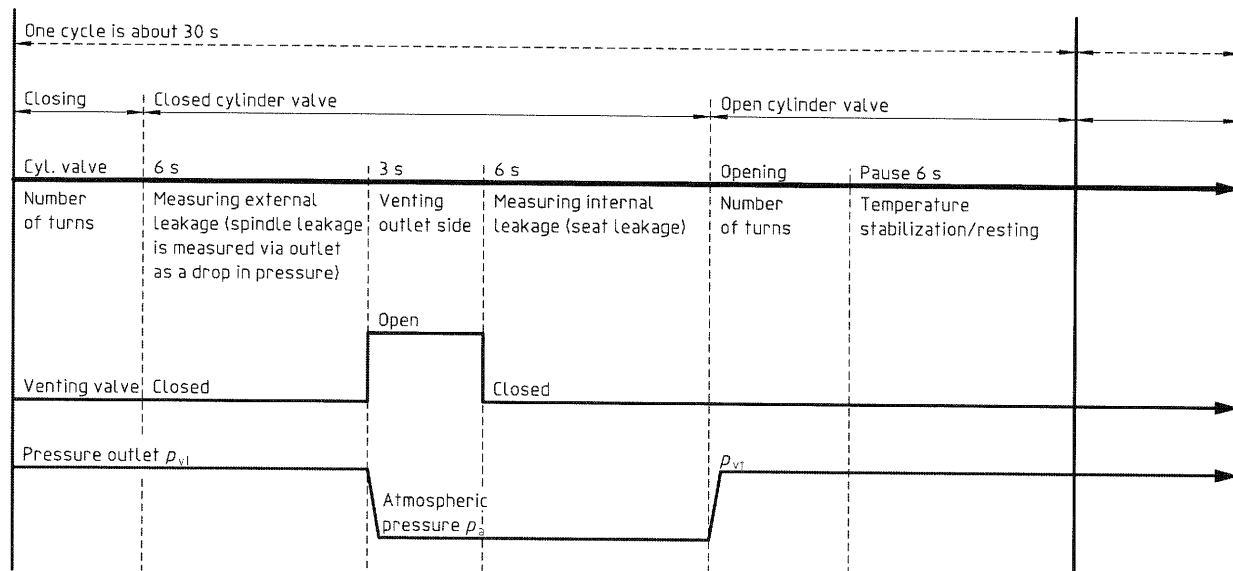 One cycle is about 30 s
Closing
Closed cylinder valve
Open cylinder valve
Cyl. valve
6 s
3 s
6 s
Opening
Pause 6 s
Number
of turns
Measuring external
leakage (spindle leakage
is measured via outlet
as a drop in pressure)
Venting
outlet side
Measuring internal
leakage (seat leakage)
Number
of turns
Temperature
stabilization/resting
Open
Venting valve
Closed
Closed
Pressure outlet pv1
pv1
Atmospheric
pressure pa